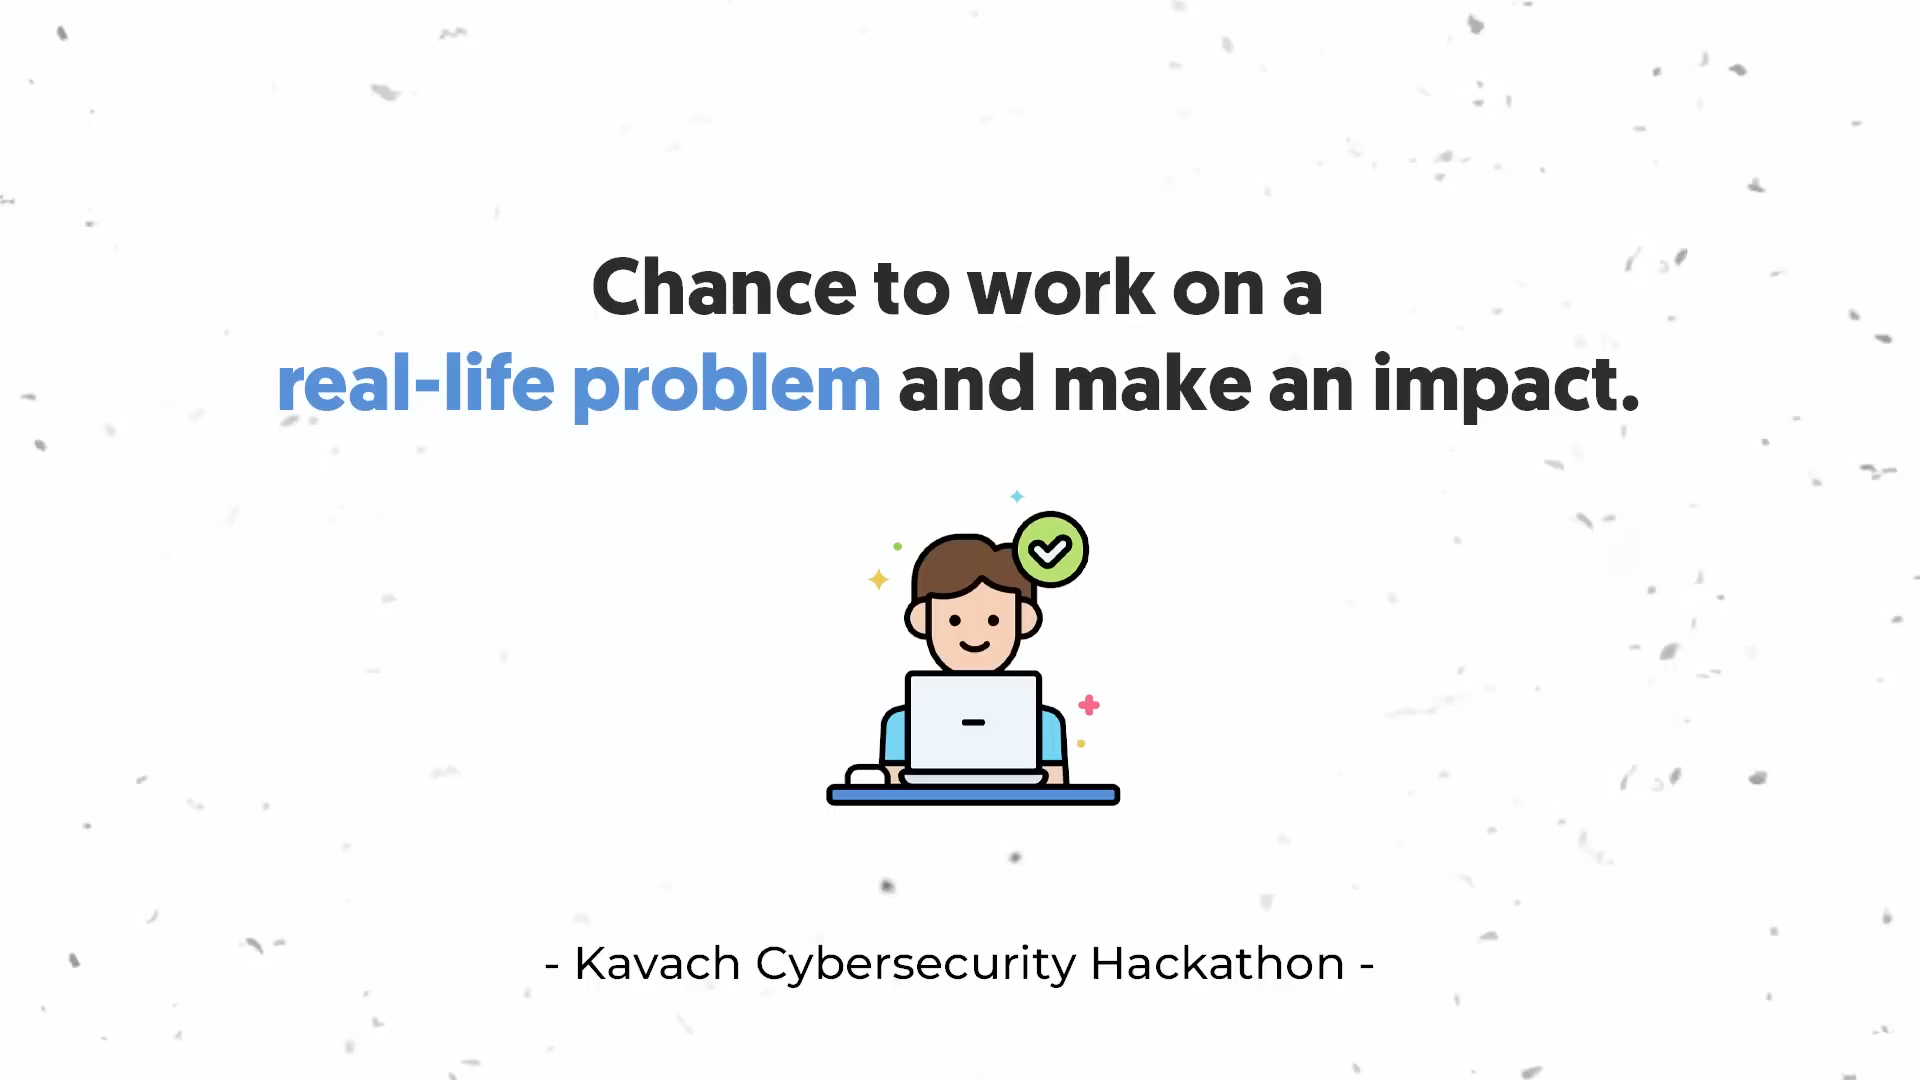 Chance to work on a
real-life problem and make an impact.
- Kavach Cybersecurity Hackathon -